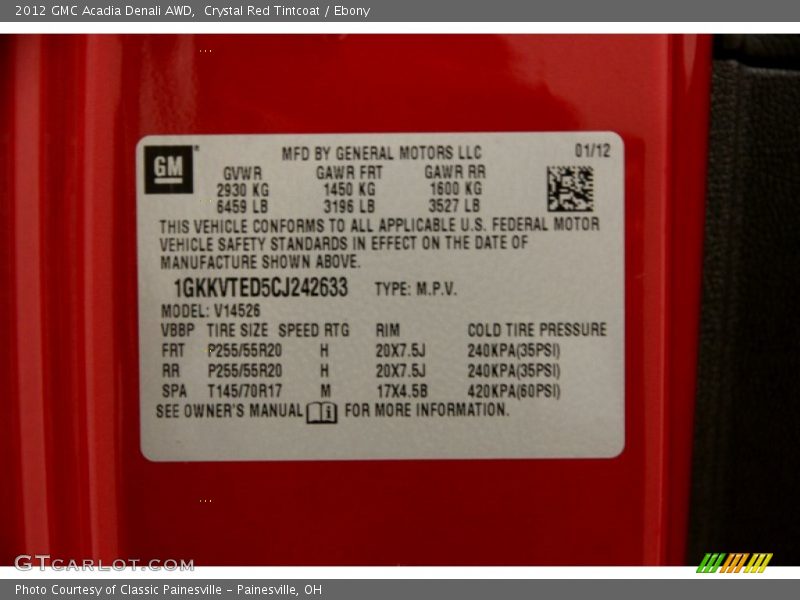 2012 GMC Acadia Denali AWD, Crystal Red Tintcoat / Ebony
GM
MFD BY GENERAL MOTORS LLC 01/12
GVWR GAWR FRT GAWR RR
2930 KG 1450 KG 1600 KG
6459 LB 3196 LB 3527 LB
THIS VEHICLE CONFORMS TO ALL APPLICABLE U.S. FEDERAL MOTOR
VEHICLE SAFETY STANDARDS IN EFFECT ON THE DATE OF
MANUFACTURE SHOWN ABOVE.
1GKKVTED5CJ242633 TYPE: M.P.V.
MODEL: V14526
VBBP TIRE SIZE SPEED RTG RIM COLD TIRE PRESSURE
FRT P255/55R20 H 20X7.5J 240KPA(35PSI)
RR P255/55R20 H 20X7.5J 240KPA(35PSI)
SPA T145/70R17 M 17X4.5B 420KPA(60PSI)
SEE OWNER'S MANUAL FOR MORE INFORMATION.
GTCARLOT.COM
Photo Courtesy of Classic Painesville – Painesville, OH